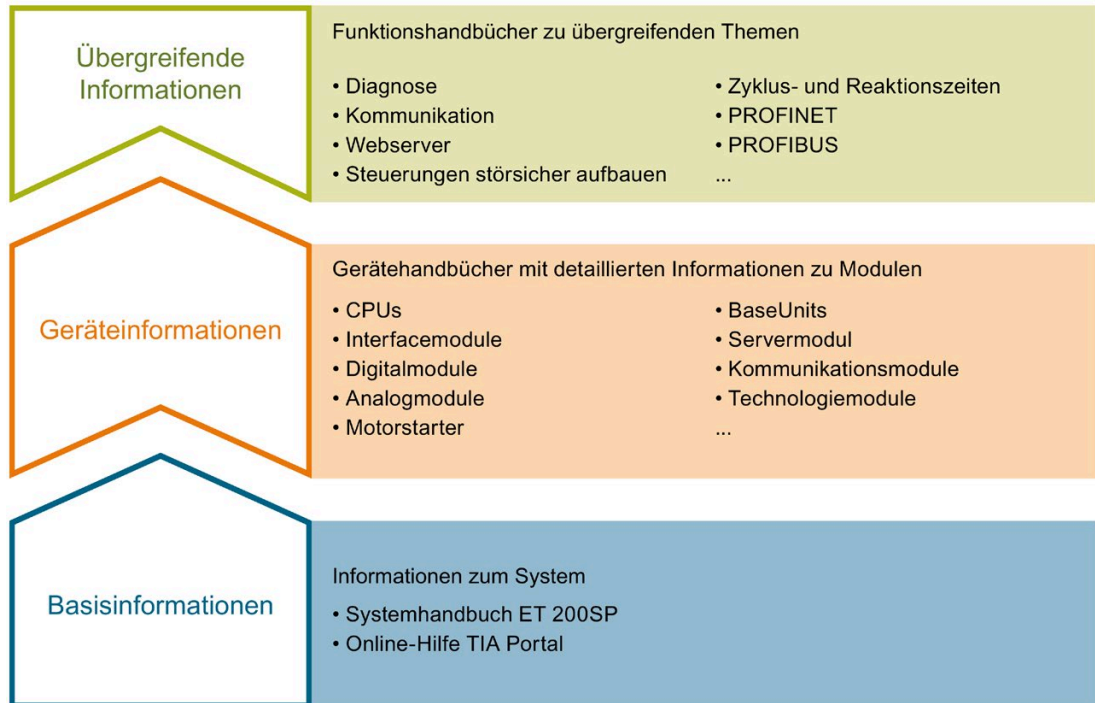 Übergreifende
Informationen
Funktionshandbücher zu übergreifenden Themen
• Diagnose
• Kommunikation
• Webserver
• Steuerungen störsicher aufbauen
• Zyklus- und Reaktionszeiten
• PROFINET
• PROFIBUS
...
Geräteinformationen
Gerätehandbücher mit detaillierten Informationen zu Modulen
• CPUs
• Interfacemodule
• Digitalmodule
• Analogmodule
• Motorstarter
• BaseUnits
• Servermodul
• Kommunikationsmodule
• Technologiemodule
...
Basisinformationen
Informationen zum System
• Systemhandbuch ET 200SP
• Online-Hilfe TIA Portal